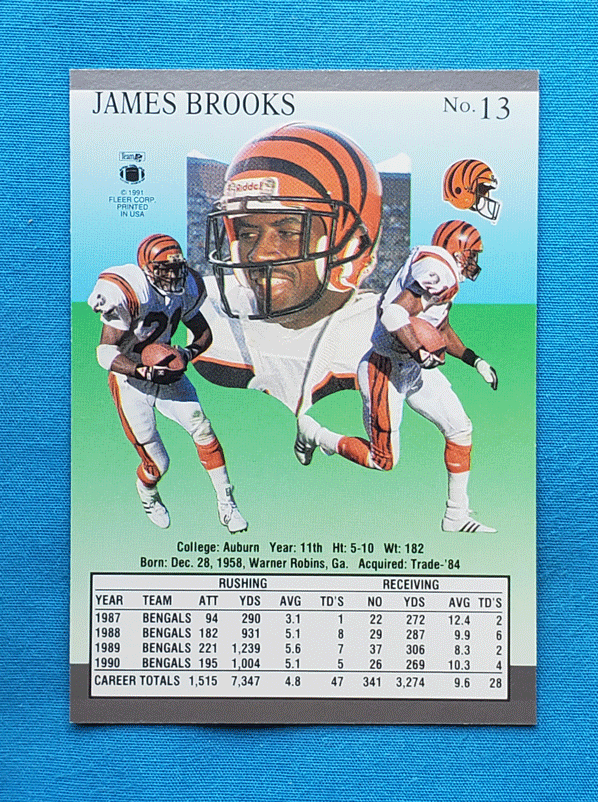 JAMES BROOKS No. 13
Team NFL
© 1991
FLEER CORP.
PRINTED
IN USA
Riddell
21
College: Auburn Year: 11th Ht: 5-10 Wt: 182
Born: Dec. 28, 1958, Warner Robins, Ga. Acquired: Trade-'84
RUSHING RECEIVING
YEAR TEAM ATT YDS AVG TD'S NO YDS AVG TD'S
1987 BENGALS 94 290 3.1 1 22 272 12.4 2
1988 BENGALS 182 931 5.1 8 29 287 9.9 6
1989 BENGALS 221 1,239 5.6 7 37 306 8.3 2
1990 BENGALS 195 1,004 5.1 5 26 269 10.3 4
CAREER TOTALS 1,515 7,347 4.8 47 341 3,274 9.6 28